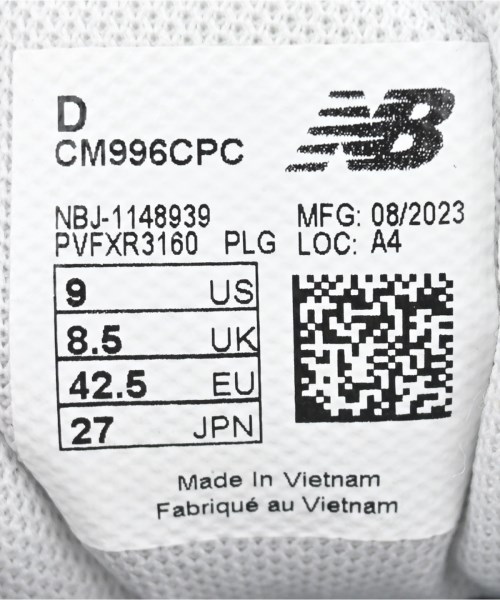 D
CM996CPC
NB
NBJ-1148939 MFG: 08/2023
PVFXR3160 PLG LOC: A4
9 US
8.5 UK
42.5 EU
27 JPN
Made In Vietnam
Fabriqué au Vietnam